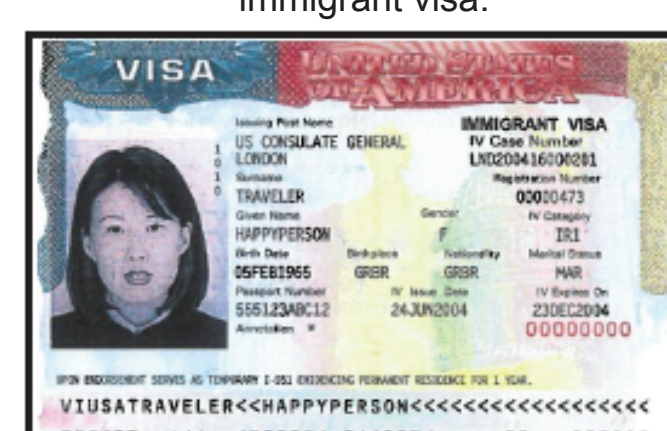 immigrant visa.
VISA
UNITED STATES
OF AMERICA
Issuing Post Name
IMMIGRANT VISA
US CONSULATE GENERAL
LONDON
IV Case Number
LND200416000201
Surname
Registration Number
TRAVELER
00000473
Given Name
Gender
IV Category
HAPPYPERSON
F
IR1
Birth Date
Birthplace
Nationality
Marital Status
05FEB1965
GRBR
GRBR
MAR
Passport Number
IV Issue Date
IV Expires On
555123ABC12
24JUN2004
23DEC2004
Annotation *
00000000
1010
UPON ENDORSEMENT SERVES AS TEMPORARY I-551 EVIDENCING PERMANENT RESIDENCE FOR 1 YEAR.
VIUSATRAVELER<<HAPPYPERSON<<<<<<<<<<<<<<<<<<<